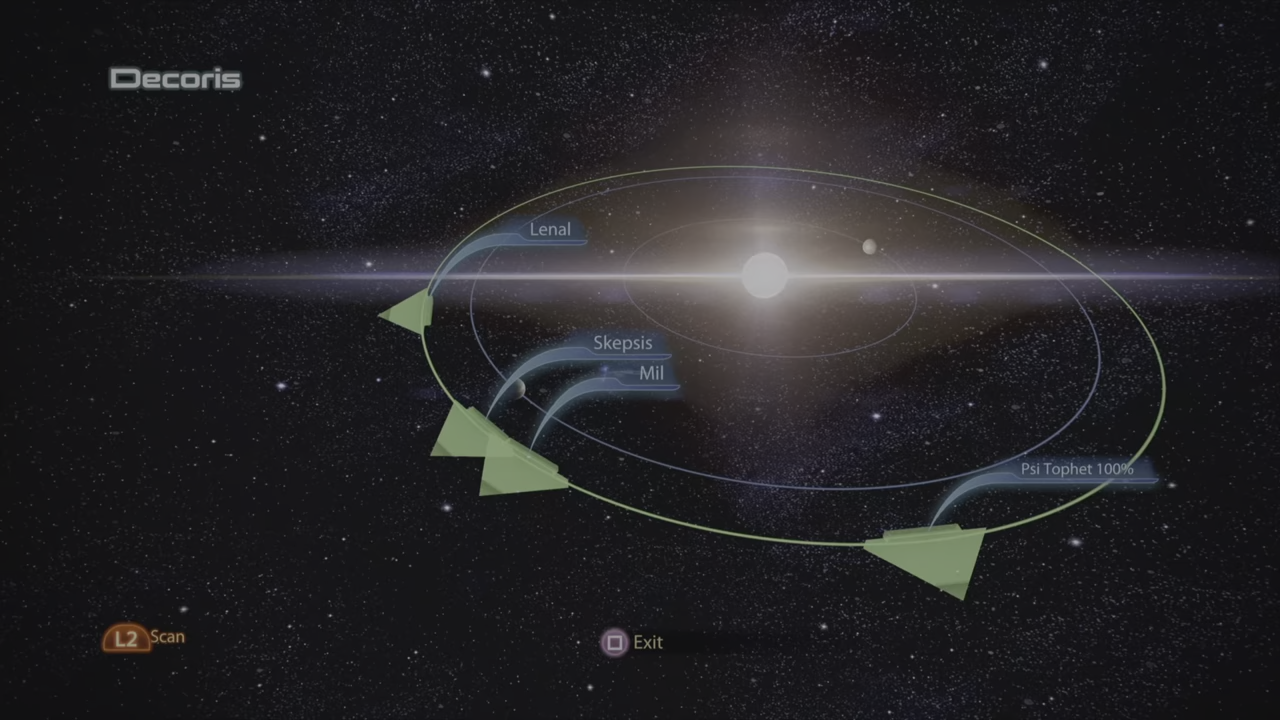 Decoris
Lenal
Skepsis
Mil
Psi Tophet 100%
L2 Scan
Exit